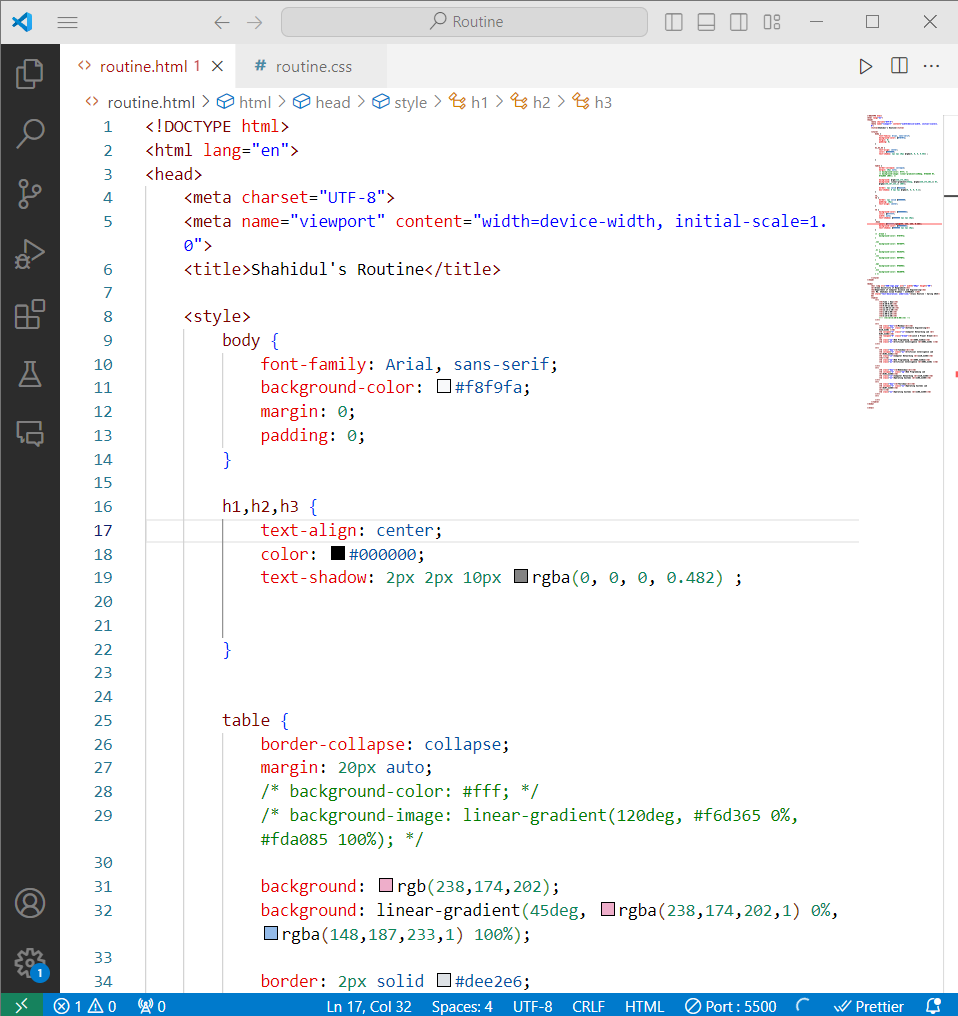 Routine
routine.html 1
# routine.css
routine.html > html > head > style > h1 > h2 > h3
1 <!DOCTYPE html>
2 <html lang="en">
3 <head>
4 <meta charset="UTF-8">
5 <meta name="viewport" content="width=device-width, initial-scale=1.
0">
6 <title>Shahidul's Routine</title>
7
8 <style>
9 body {
10 font-family: Arial, sans-serif;
11 background-color: #f8f9fa;
12 margin: 0;
13 padding: 0;
14 }
15
16 h1,h2,h3 {
17 text-align: center;
18 color: #000000;
19 text-shadow: 2px 2px 10px rgba(0, 0, 0, 0.482) ;
20
21
22 }
23
24
25 table {
26 border-collapse: collapse;
27 margin: 20px auto;
28 /* background-color: #fff; */
29 /* background-image: linear-gradient(120deg, #f6d365 0%,
#fda085 100%); */
30
31 background: rgb(238,174,202);
32 background: linear-gradient(45deg, rgba(238,174,202,1) 0%,
rgba(148,187,233,1) 100%);
33
34 border: 2px solid #dee2e6;
1
1 0 0 Ln 17, Col 32 Spaces: 4 UTF-8 CRLF HTML Port : 5500 Prettier